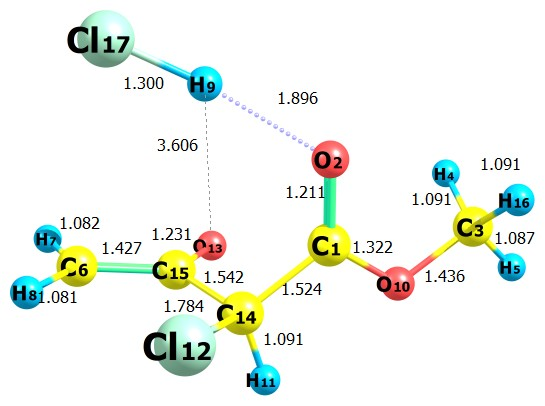 Cl17
H9
1.300
1.896
3.606
O2
1.211
H4
1.091
1.091
H16
C3
1.087
H5
1.082
H7
1.427
1.231
O13
C1
1.322
C6
C15
1.542
H8
1.081
1.784
1.524
O10
1.436
C14
Cl12
1.091
H11